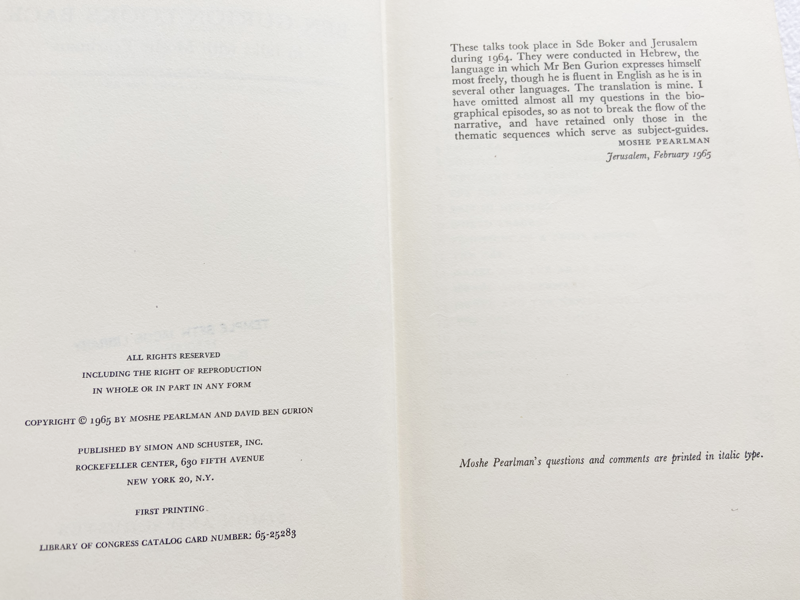 ALL RIGHTS RESERVED
INCLUDING THE RIGHT OF REPRODUCTION
IN WHOLE OR IN PART IN ANY FORM
COPYRIGHT © 1965 BY MOSHE PEARLMAN AND DAVID BEN GURION
PUBLISHED BY SIMON AND SCHUSTER, INC.
ROCKEFELLER CENTER, 630 FIFTH AVENUE
NEW YORK 20, N.Y.
FIRST PRINTING
LIBRARY OF CONGRESS CATALOG CARD NUMBER: 65-25283
These talks took place in Sde Boker and Jerusalem
during 1964. They were conducted in Hebrew, the
language in which Mr Ben Gurion expresses himself
most freely, though he is fluent in English as he is in
several other languages. The translation is mine. I
have omitted almost all my questions in the bio-
graphical episodes, so as not to break the flow of the
narrative, and have retained only those in the
thematic sequences which serve as subject-guides.
MOSHE PEARLMAN
Jerusalem, February 1965
Moshe Pearlman's questions and comments are printed in italic type.